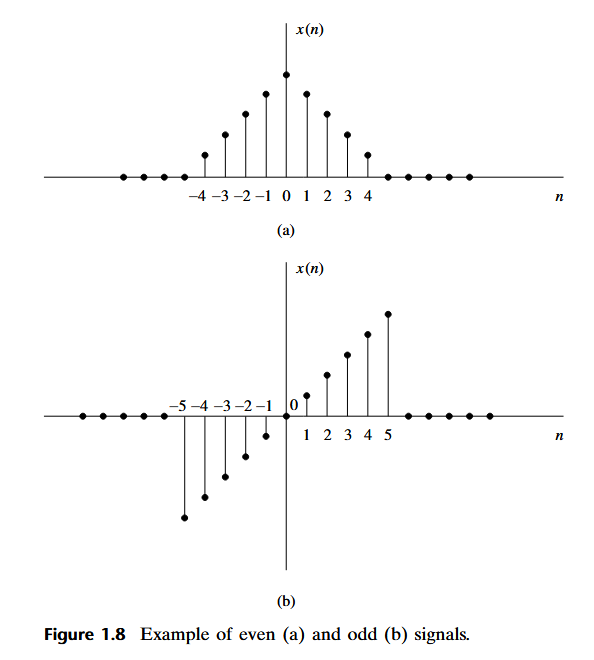 x(n)
–4 –3 –2 –1 0 1 2 3 4 n
(a)
x(n)
–5 –4 –3 –2 –1 0
1 2 3 4 5 n
(b)
Figure 1.8 Example of even (a) and odd (b) signals.